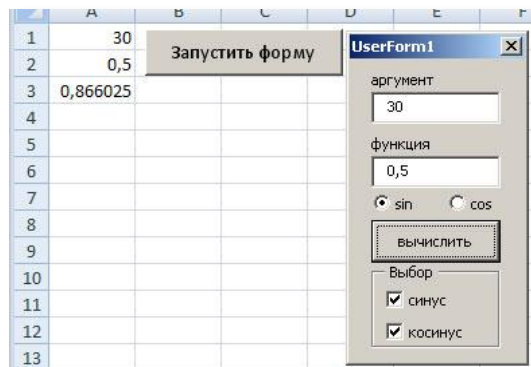 A B C D E F
1 30
2 0,5
3 0,866025
4
5
6
7
8
9
10
11
12
13
Запустить форму
UserForm1
аргумент
30
функция
0,5
sin cos
вычислить
Выбор
синус
косинус